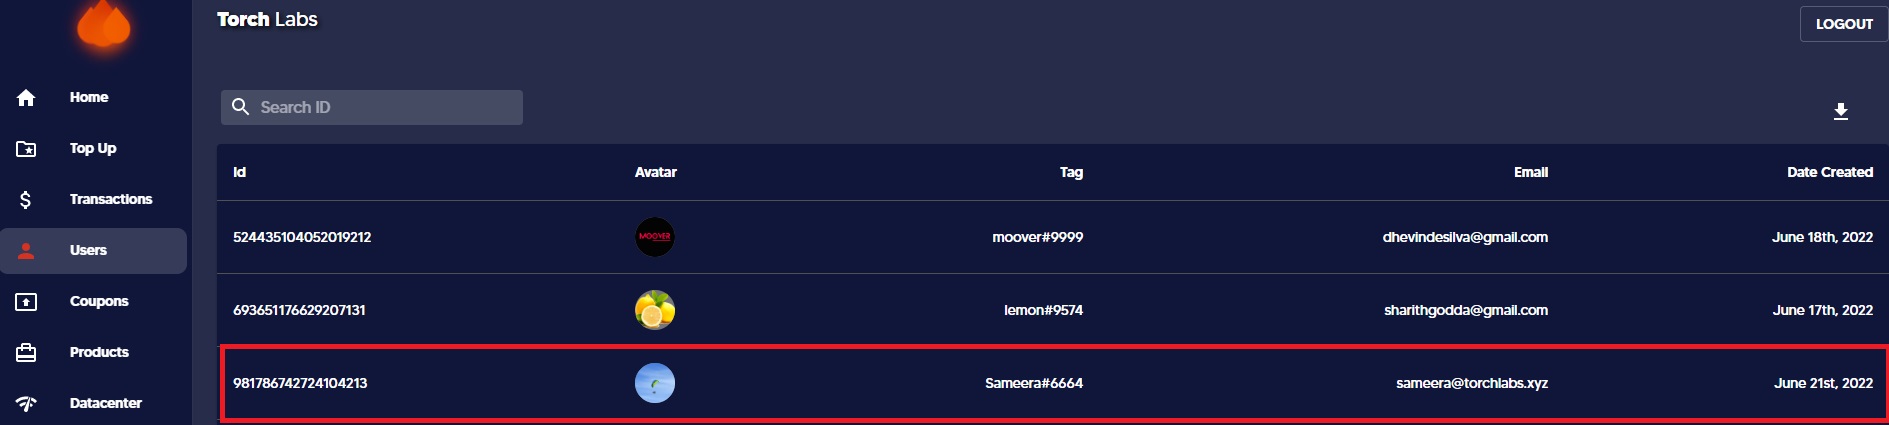 Torch Labs
LOGOUT
Home
Top Up
Transactions
Users
Coupons
Products
Datacenter
Search ID
Id Avatar Tag Email Date Created
524435104052019212 MOOVER moover#9999 dhevindesilva@gmail.com June 18th, 2022
693651176629207131 lemon#9574 sharithgodda@gmail.com June 17th, 2022
981786742724104213 Sameera#6664 sameera@torchlabs.xyz June 21st, 2022